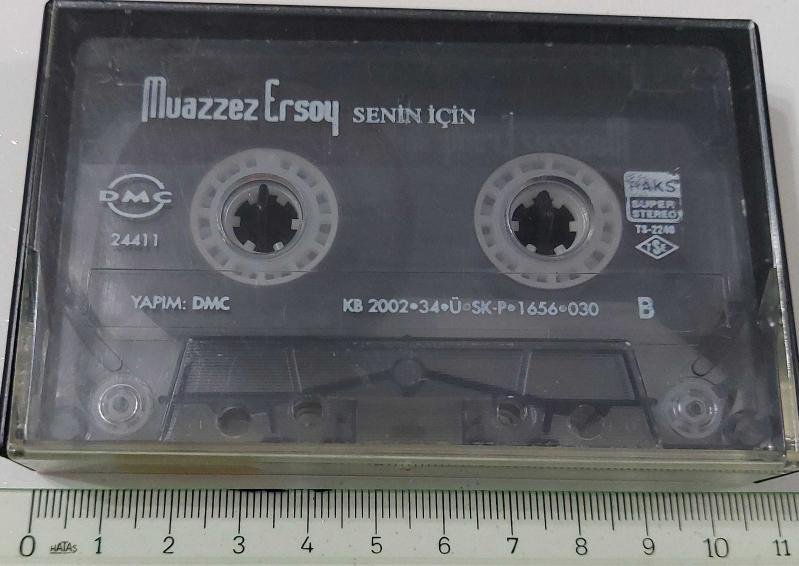 Muazzez Ersoy SENİN İÇİN
DMC
24411
RAKS
SUPER
STEREO
TS-2246
TSE
YAPIM: DMC KB 2002•34•Ü•SK-P•1656•030 B
0 HATAS 1 2 3 4 5 6 7 8 9 10 11